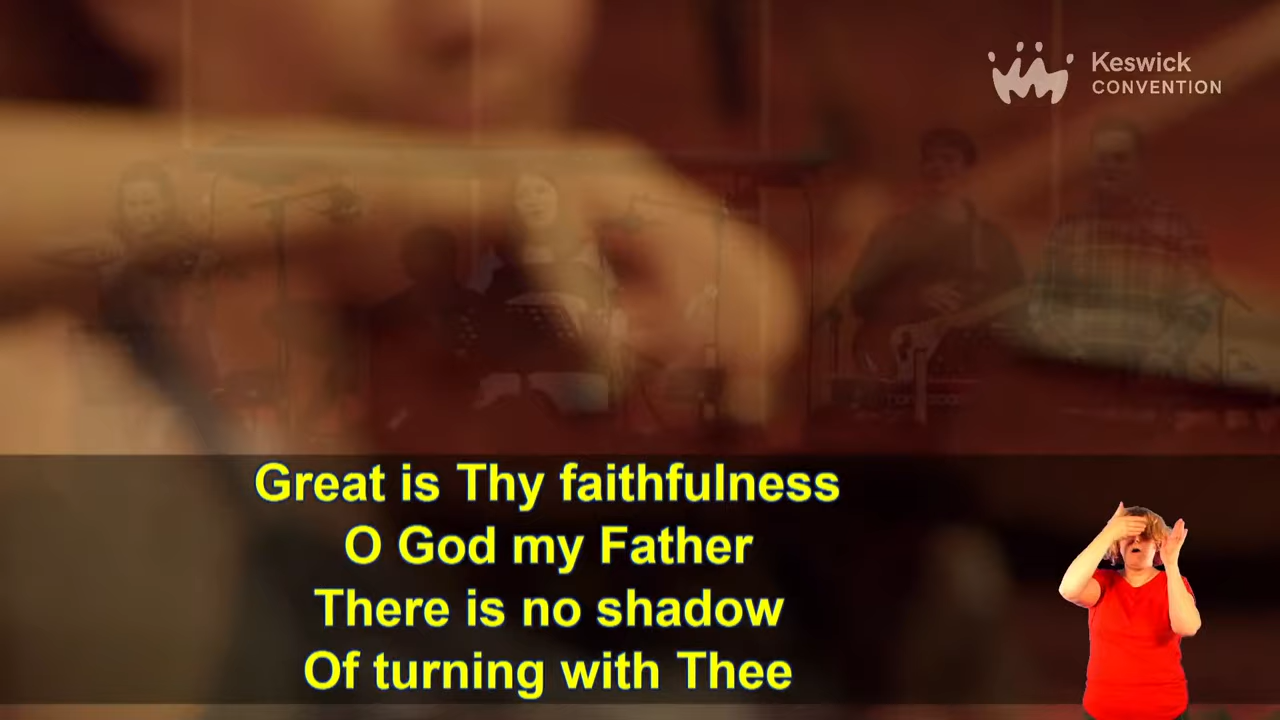 Keswick
CONVENTION
Great is Thy faithfulness
O God my Father
There is no shadow
Of turning with Thee